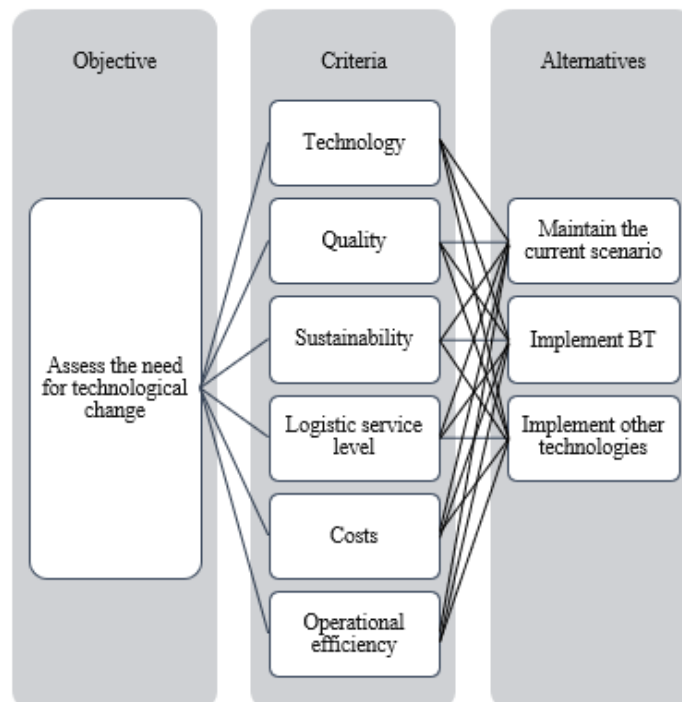 Objective
Assess the need
for technological
change
Criteria
Technology
Quality
Sustainability
Logistic service
level
Costs
Operational
efficiency
Alternatives
Maintain the
current scenario
Implement BT
Implement other
technologies